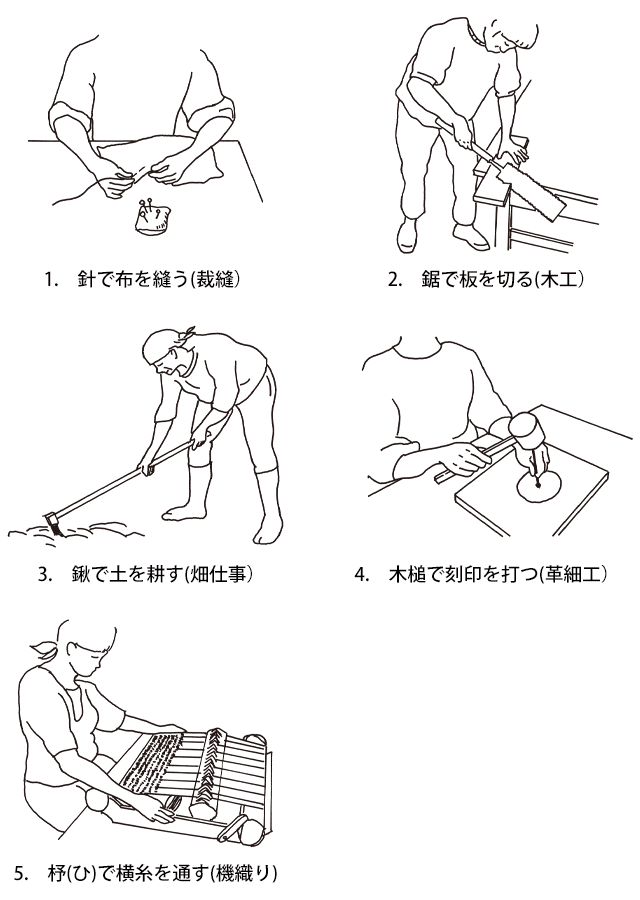 1. 針で布を縫う(裁縫)
2. 鋸で板を切る(木工)
3. 鍬で土を耕す(畑仕事)
4. 木槌で刻印を打つ(革細工)
5. 杼(ひ)で横糸を通す(機織り)